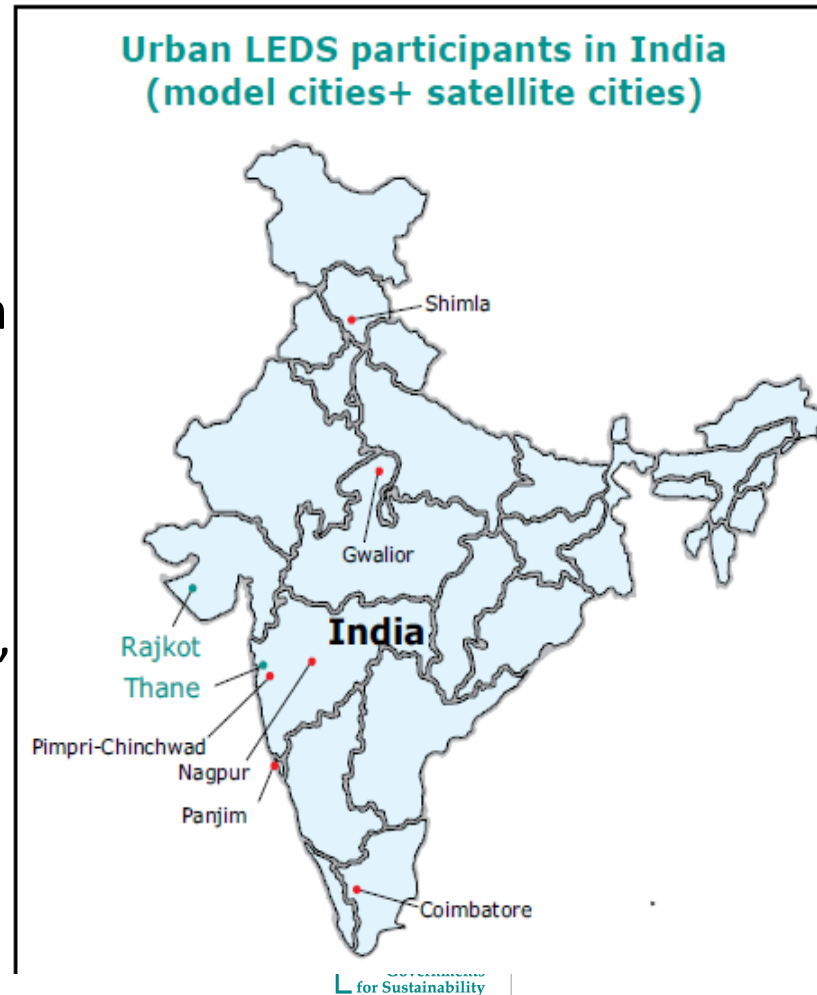 Urban LEDS participants in India
(model cities+ satellite cities)
Shimla
Gwalior
India
Rajkot
Thane
Pimpri-Chinchwad
Nagpur
Panjim
Coimbatore
for Sustainability